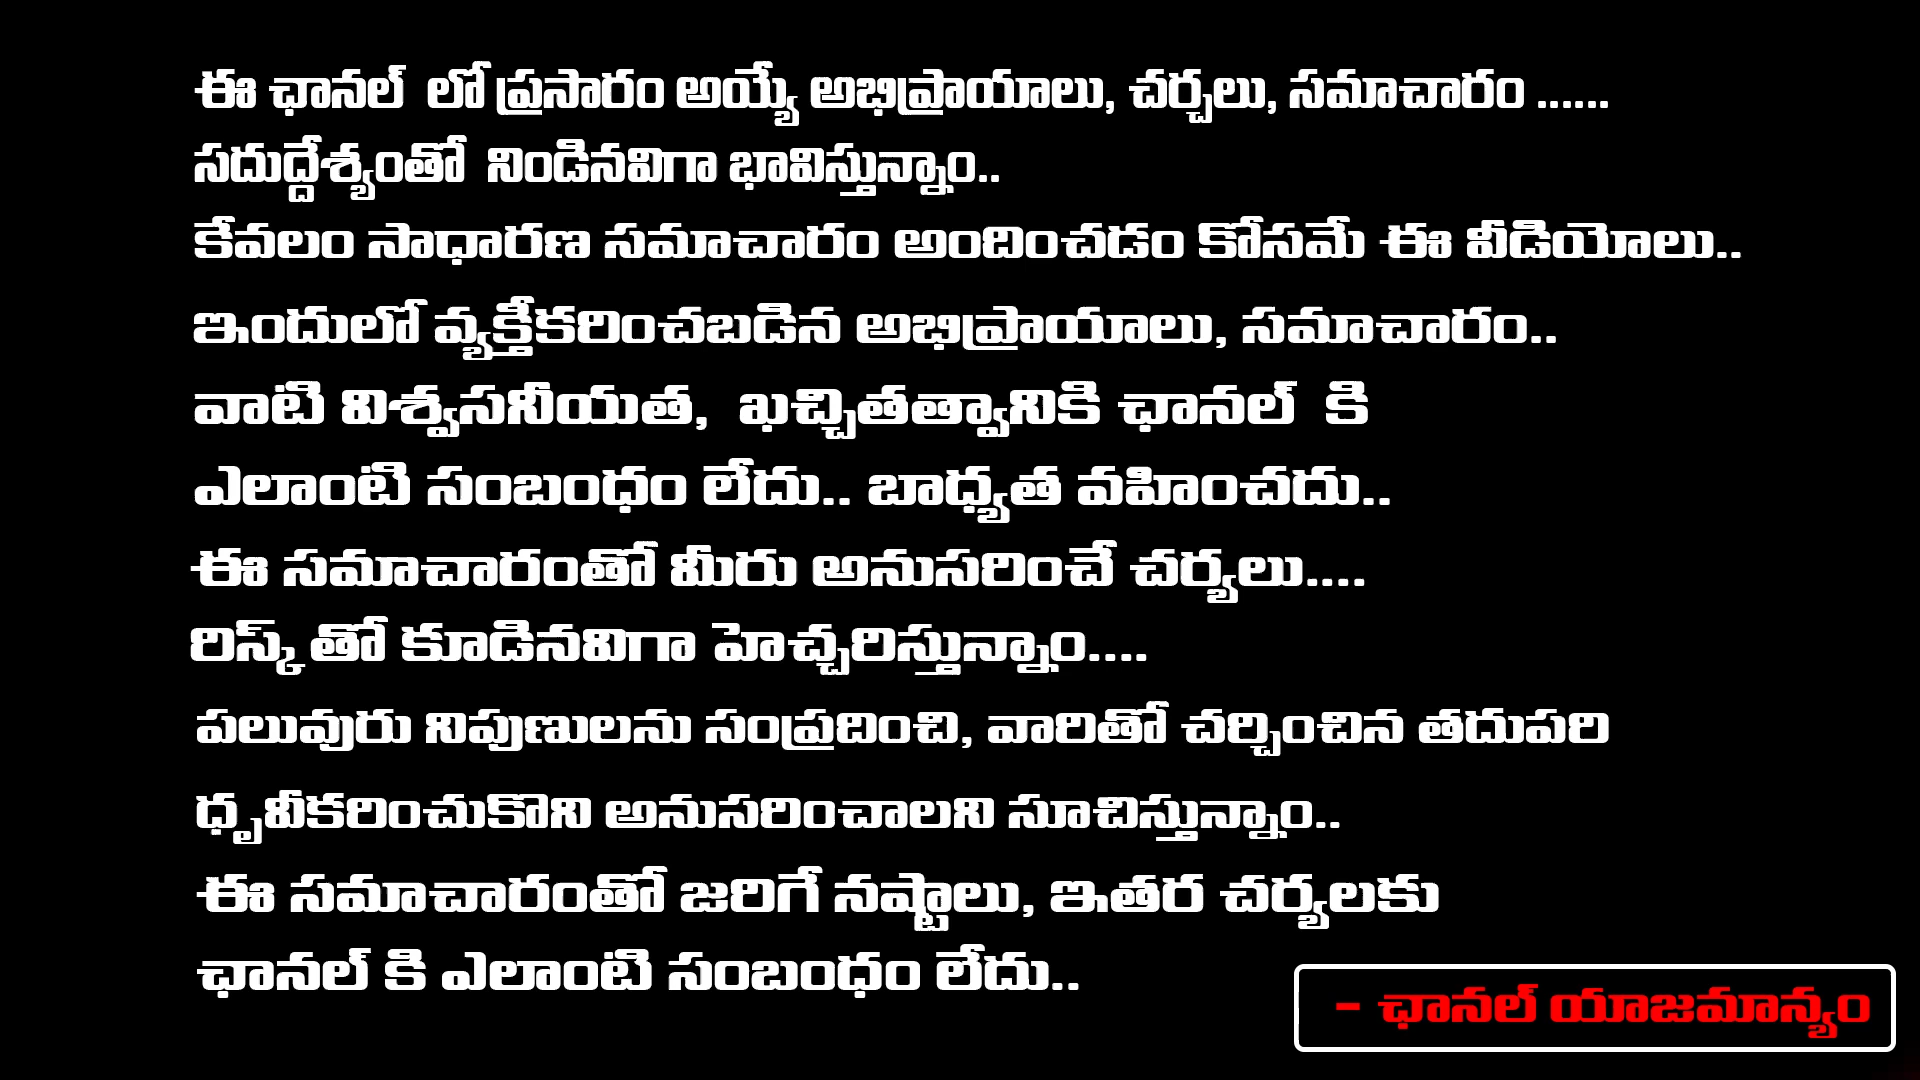 ఈ ఛానల్ లో ప్రసారం అయ్యే అభిప్రాయాలు, చర్చలు, సమాచారం ......
సదుద్దేశ్యంతో నిండినవిగా భావిస్తున్నాం..
కేవలం సాధారణ సమాచారం అందించడం కోసమే ఈ వీడియోలు..
ఇందులో వ్యక్తీకరించబడిన అభిప్రాయాలు, సమాచారం..
వాటి విశ్వసనీయత, ఖచ్చితత్వానికి ఛానల్ కి
ఎలాంటి సంబంధం లేదు.. బాధ్యత వహించదు..
ఈ సమాచారంతో మీరు అనుసరించే చర్యలు....
రిస్క్ తో కూడినవిగా హెచ్చరిస్తున్నాం....
పలువురు నిపుణులను సంప్రదించి, వారితో చర్చించిన తదుపరి
ధృవీకరించుకొని అనుసరించాలని సూచిస్తున్నాం..
ఈ సమాచారంతో జరిగే నష్టాలు, ఇతర చర్యలకు
ఛానల్ కి ఎలాంటి సంబంధం లేదు..
- ఛానల్ యాజమాన్యం